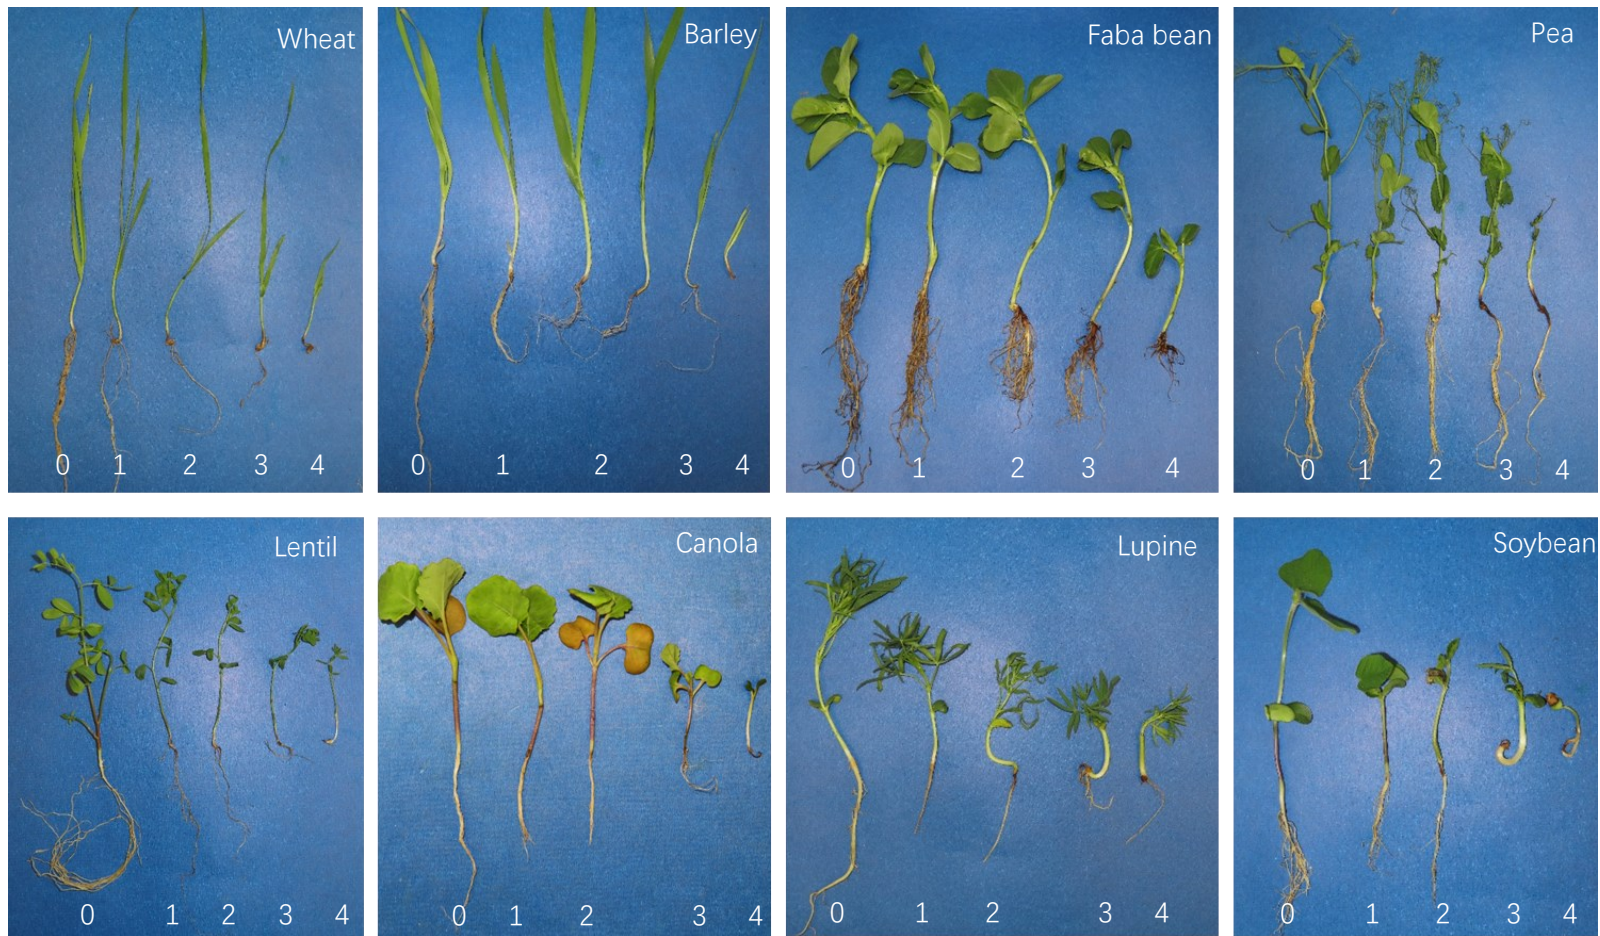 Wheat
0 1 2 3 4
Barley
0 1 2 3 4
Faba bean
0 1 2 3 4
Pea
0 1 2 3 4
Lentil
0 1 2 3 4
Canola
0 1 2 3 4
Lupine
0 1 2 3 4
Soybean
0 1 2 3 4